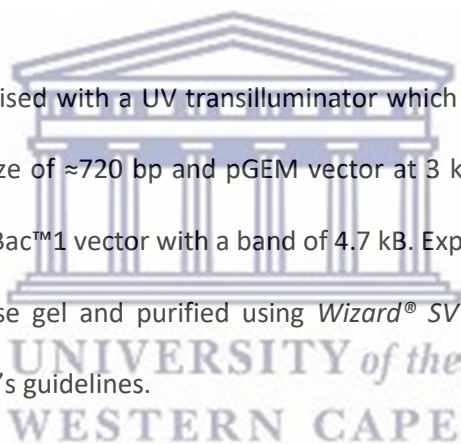 ised with a UV transilluminator which
ze of ≈720 bp and pGEM vector at 3 k
Bac™1 vector with a band of 4.7 kB. Exp
se gel and purified using Wizard® SV
's guidelines.
UNIVERSITY of the
WESTERN CAPE